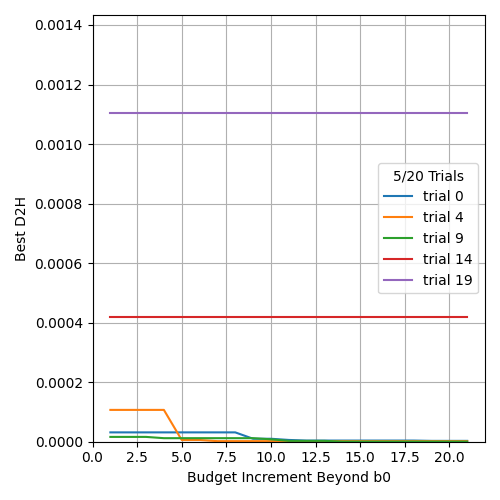 0.0014
0.0012
0.0010
0.0008
0.0006
0.0004
0.0002
0.0000
Best D2H
5/20 Trials
trial 0
trial 4
trial 9
trial 14
trial 19
0.0 2.5 5.0 7.5 10.0 12.5 15.0 17.5 20.0
Budget Increment Beyond b0